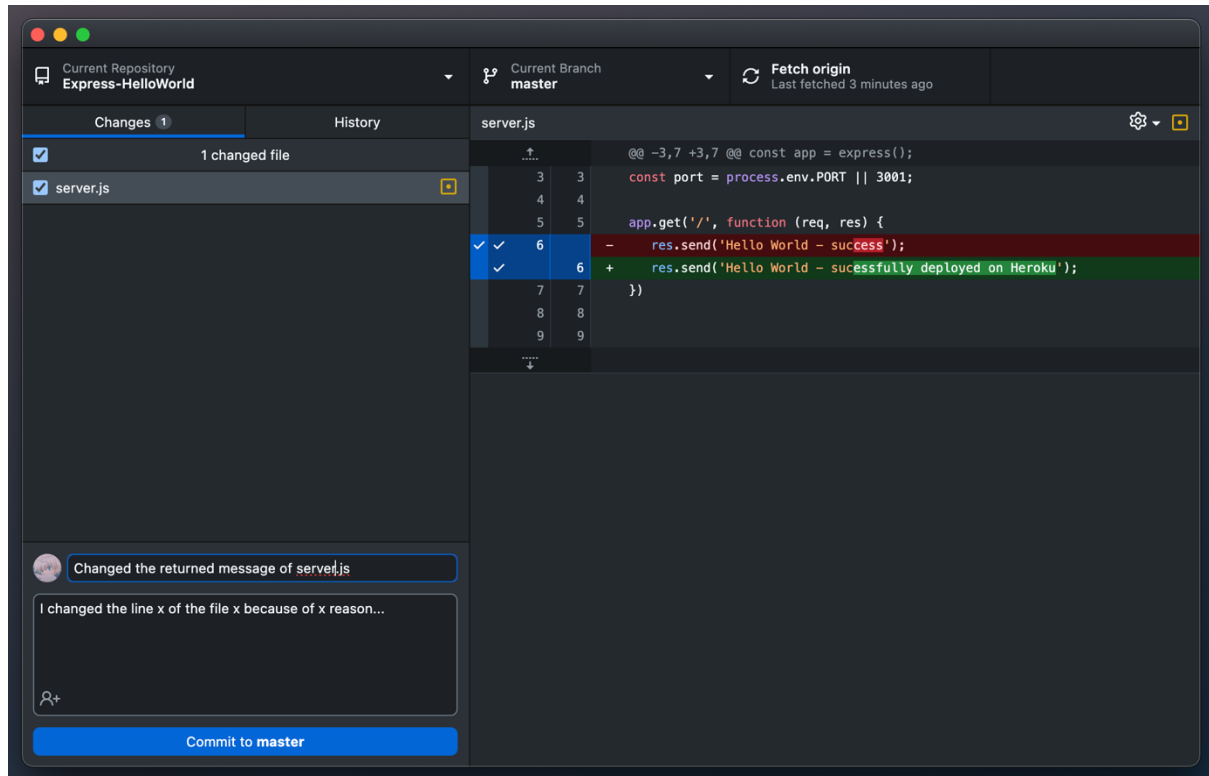 Current Repository
Express-HelloWorld
Current Branch
master
Fetch origin
Last fetched 3 minutes ago
Changes 1
History
1 changed file
server.js
server.js
@@ -3,7 +3,7 @@ const app = express();
3 3 const port = process.env.PORT || 3001;
4 4
5 5 app.get('/', function (req, res) {
6 - res.send('Hello World - success');
6 + res.send('Hello World - sucessfully deployed on Heroku');
7 7 })
8 8
9 9
Changed the returned message of server.js
I changed the line x of the file x because of x reason...
Commit to master